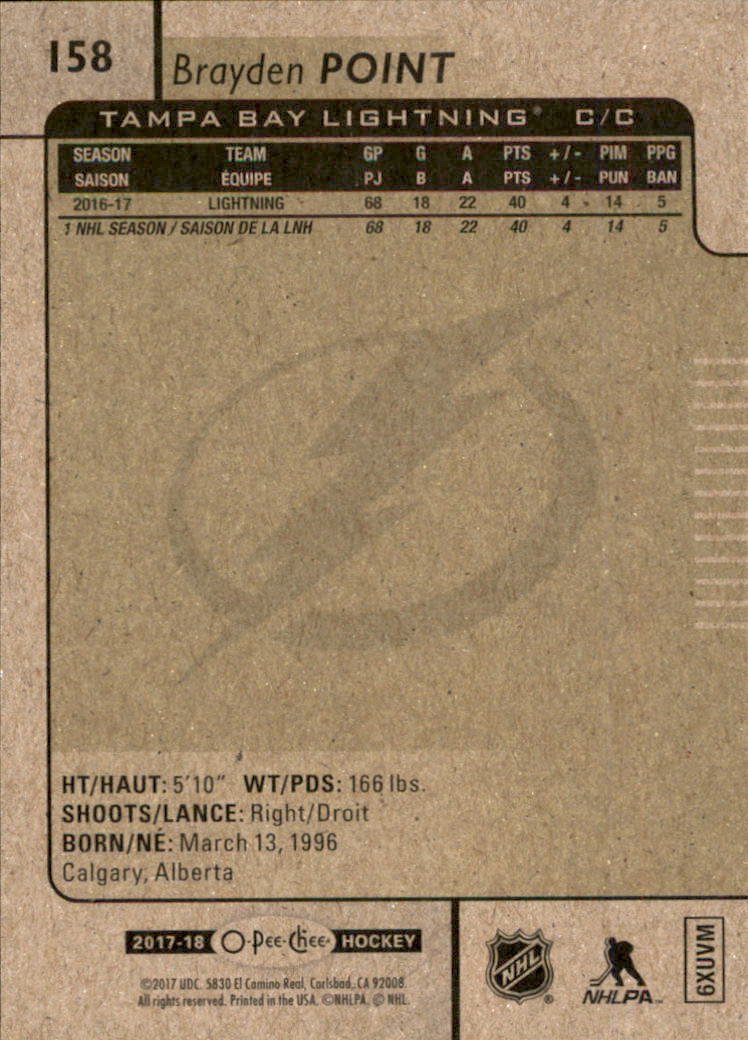 158
Brayden POINT
TAMPA BAY LIGHTNING® C/C
SEASON TEAM GP G A PTS +/- PIM PPG
SAISON ÉQUIPE PJ B A PTS +/- PUN BAN
2016-17 LIGHTNING 68 18 22 40 4 14 5
1 NHL SEASON / SAISON DE LA LNH 68 18 22 40 4 14 5
HT/HAUT: 5'10" WT/PDS: 166 lbs.
SHOOTS/LANCE: Right/Droit
BORN/NÉ: March 13, 1996
Calgary, Alberta
2017-18 O-Pee-Chee® HOCKEY
©2017 UDC. 5830 El Camino Real, Carlsbad, CA 92008.
All rights reserved. Printed in the USA. ©NHLPA. © NHL.
NHL®
NHLPA™
6XUVM